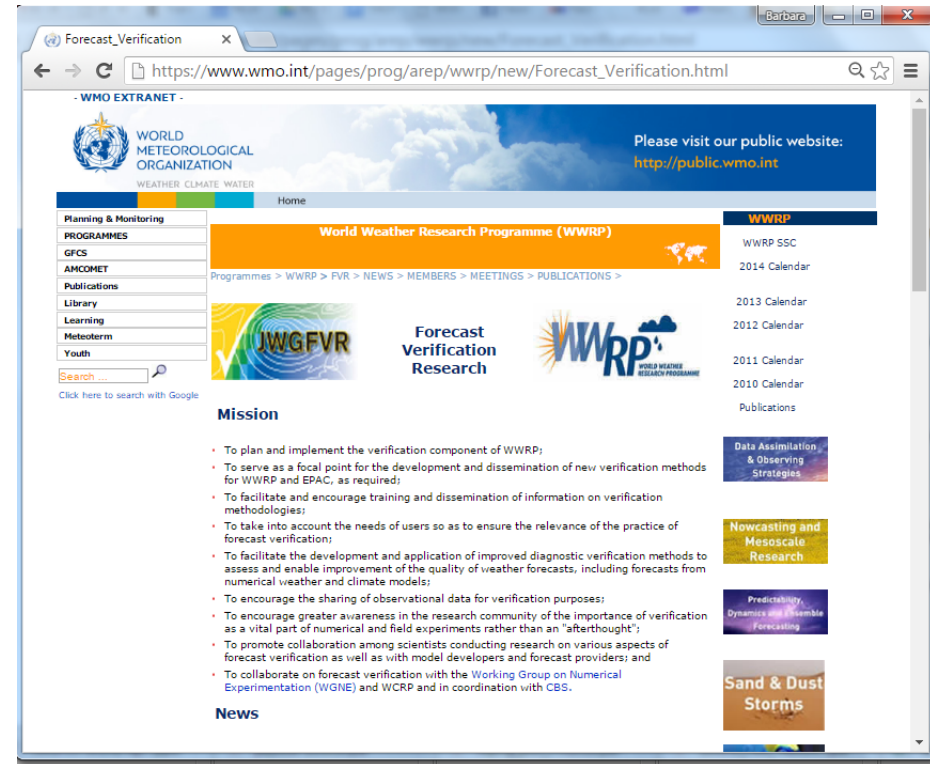 Barbara
Forecast_Verification
https://www.wmo.int/pages/prog/arep/wwrp/new/Forecast_Verification.html
- WMO EXTRANET -
WORLD
METEOROLOGICAL
ORGANIZATION
WEATHER CLIMATE WATER
Please visit our public website:
http://public.wmo.int
Home
Planning & Monitoring
PROGRAMMES
GFCS
AMCOMET
Publications
Library
Learning
Meteoterm
Youth
Search ...
Click here to search with Google
World Weather Research Programme (WWRP)
Programmes > WWRP > FVR > NEWS > MEMBERS > MEETINGS > PUBLICATIONS >
JWGFVR
Forecast
Verification
Research
WWRP
WORLD WEATHER
RESEARCH PROGRAMME
Mission
• To plan and implement the verification component of WWRP;
• To serve as a focal point for the development and dissemination of new verification methods
for WWRP and EPAC, as required;
• To facilitate and encourage training and dissemination of information on verification
methodologies;
• To take into account the needs of users so as to ensure the relevance of the practice of
forecast verification;
• To facilitate the development and application of improved diagnostic verification methods to
assess and enable improvement of the quality of weather forecasts, including forecasts from
numerical weather and climate models;
• To encourage the sharing of observational data for verification purposes;
• To encourage greater awareness in the research community of the importance of verification
as a vital part of numerical and field experiments rather than an "afterthought";
• To promote collaboration among scientists conducting research on various aspects of
forecast verification as well as with model developers and forecast providers; and
• To collaborate on forecast verification with the Working Group on Numerical
Experimentation (WGNE) and WCRP and in coordination with CBS.
News
WWRP
WWRP SSC
2014 Calendar
2013 Calendar
2012 Calendar
2011 Calendar
2010 Calendar
Publications
Data Assimilation
& Observing
Strategies
Nowcasting and
Mesoscale
Research
Predictability,
Dynamics and Ensemble
Forecasting
Sand & Dust
Storms